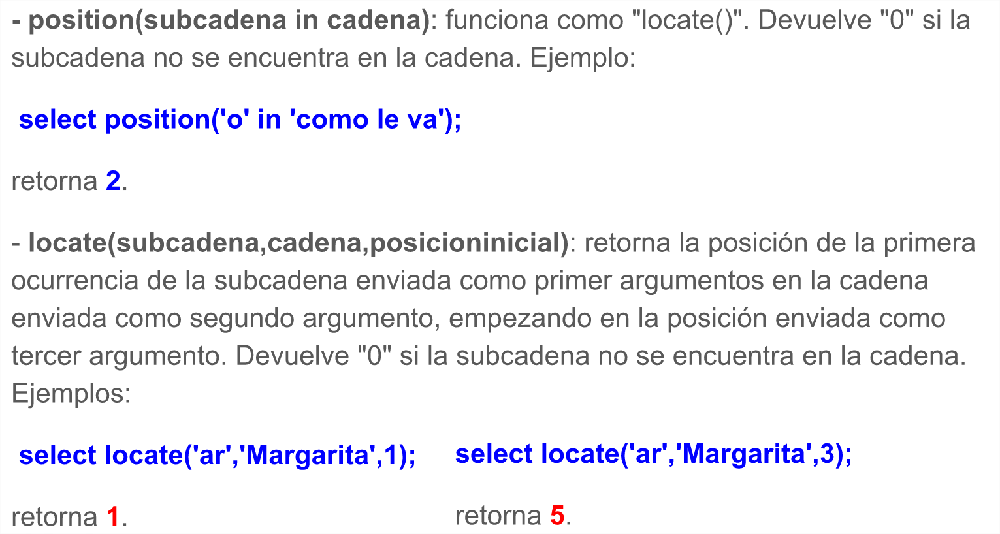 - position(subcadena in cadena): funciona como "locate()". Devuelve "0" si la
subcadena no se encuentra en la cadena. Ejemplo:
select position('o' in 'como le va');
retorna 2.
- locate(subcadena,cadena,posicioninicial): retorna la posición de la primera
ocurrencia de la subcadena enviada como primer argumentos en la cadena
enviada como segundo argumento, empezando en la posición enviada como
tercer argumento. Devuelve "0" si la subcadena no se encuentra en la cadena.
Ejemplos:
select locate('ar','Margarita',1);
retorna 1.
select locate('ar','Margarita',3);
retorna 5.